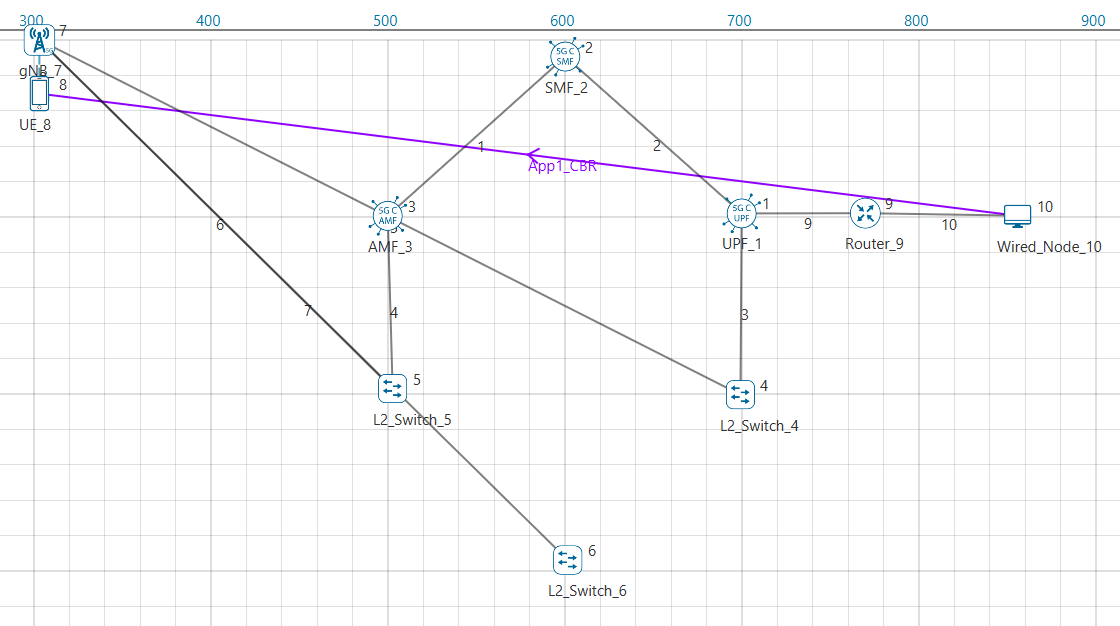 300 400 500 600 700 800 900
7
5G
gNB_7
8
UE_8
5G C
SMF
2
SMF_2
1
2
App1_CBR
5G C
AMF
3
AMF_3
5G C
UPF
1
UPF_1
9
9
Router_9
10
10
Wired_Node_10
6
7
4
3
5
L2_Switch_5
4
L2_Switch_4
6
L2_Switch_6